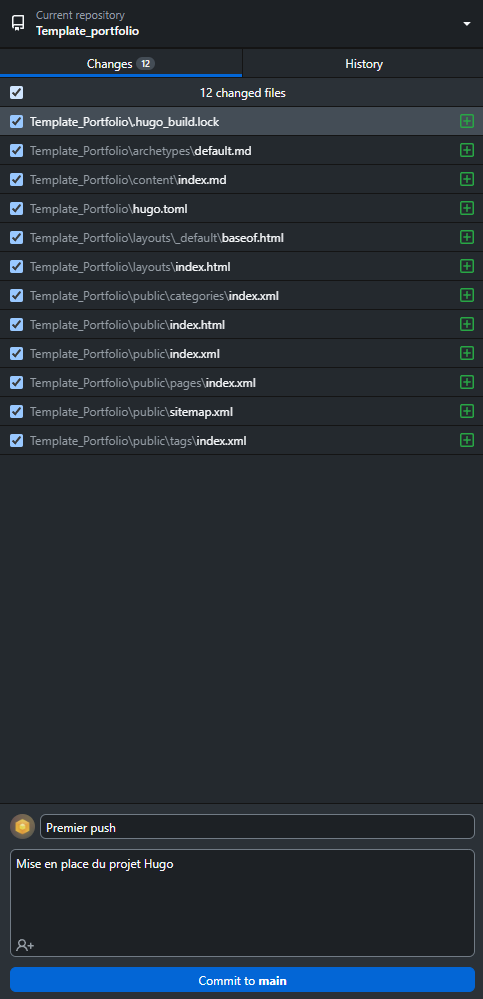 Current repository
Template_portfolio
Changes 12
History
12 changed files
Template_Portfolio\.hugo_build.lock
Template_Portfolio\archetypes\default.md
Template_Portfolio\content\index.md
Template_Portfolio\hugo.toml
Template_Portfolio\layouts\_default\baseof.html
Template_Portfolio\layouts\index.html
Template_Portfolio\public\categories\index.xml
Template_Portfolio\public\index.html
Template_Portfolio\public\index.xml
Template_Portfolio\public\pages\index.xml
Template_Portfolio\public\sitemap.xml
Template_Portfolio\public\tags\index.xml
Premier push
Mise en place du projet Hugo
Commit to main